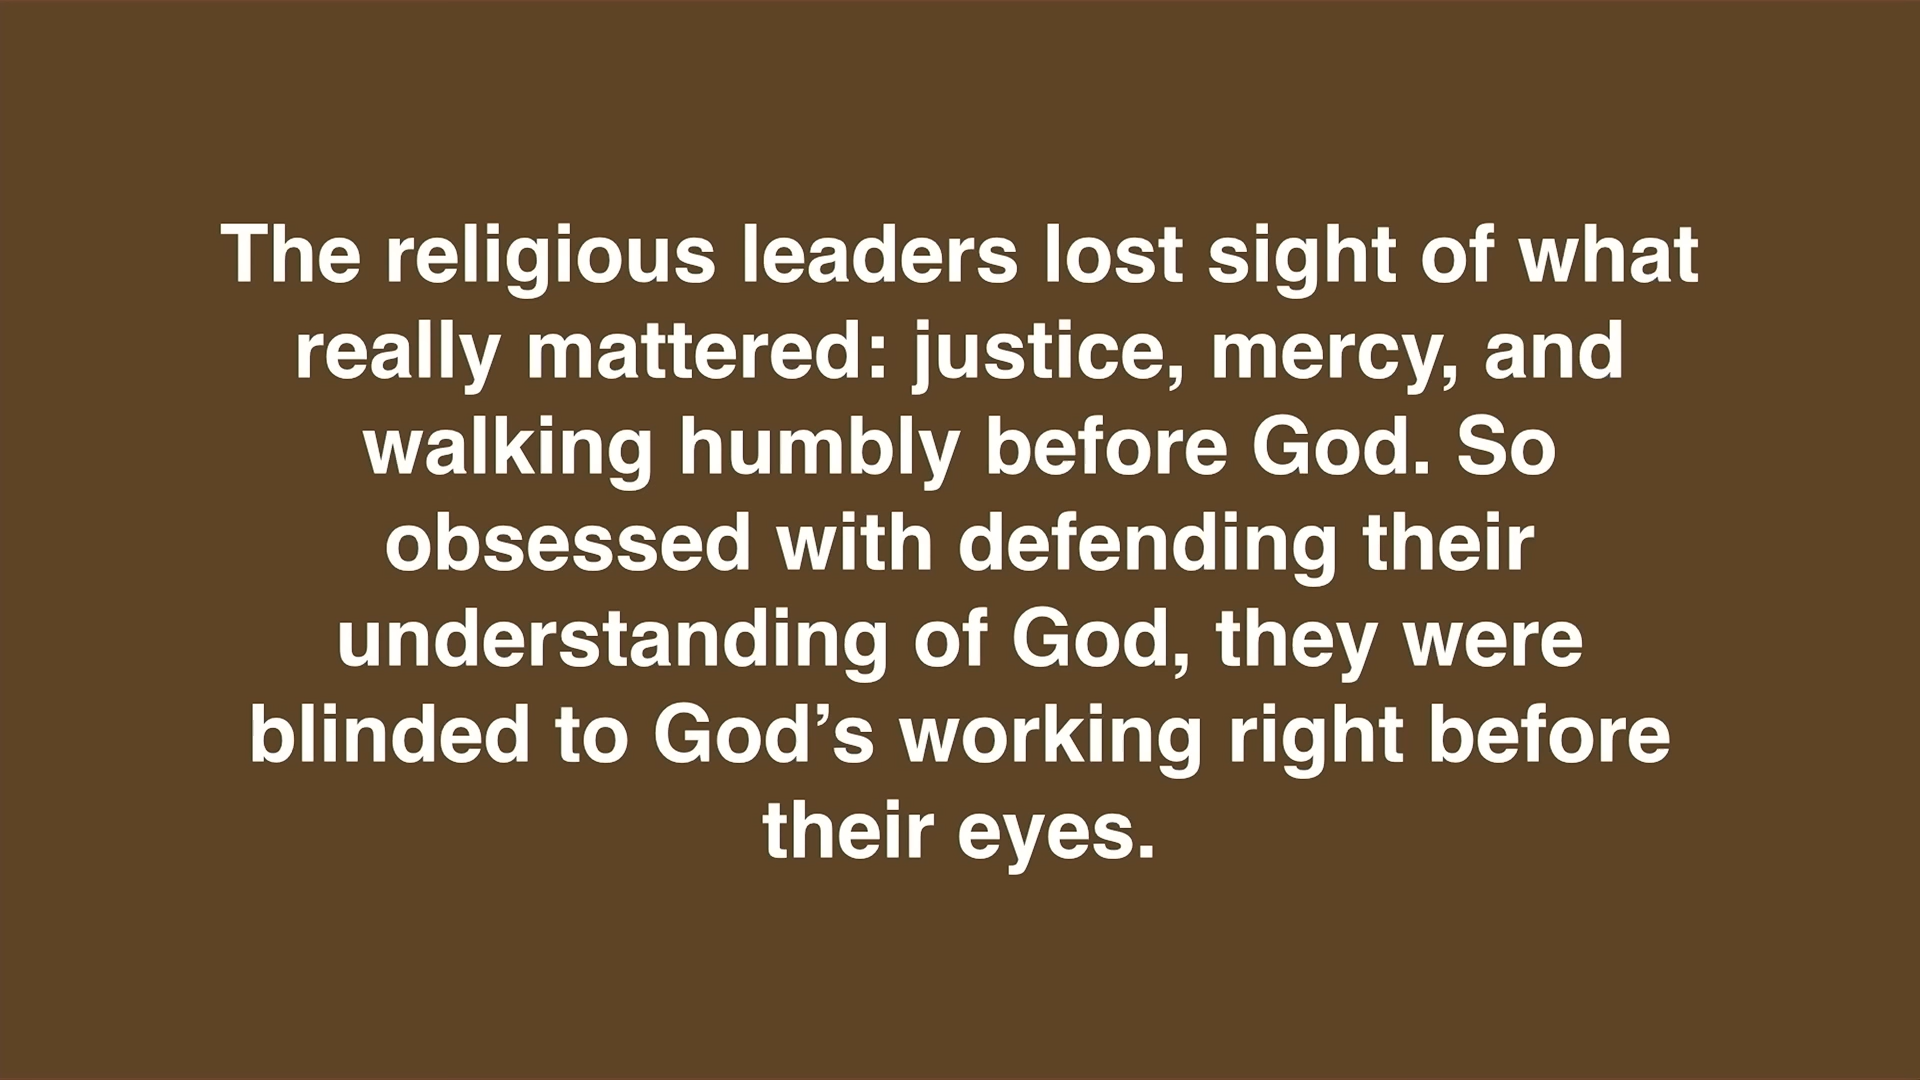 The religious leaders lost sight of what
really mattered: justice, mercy, and
walking humbly before God. So
obsessed with defending their
understanding of God, they were
blinded to God’s working right before
their eyes.